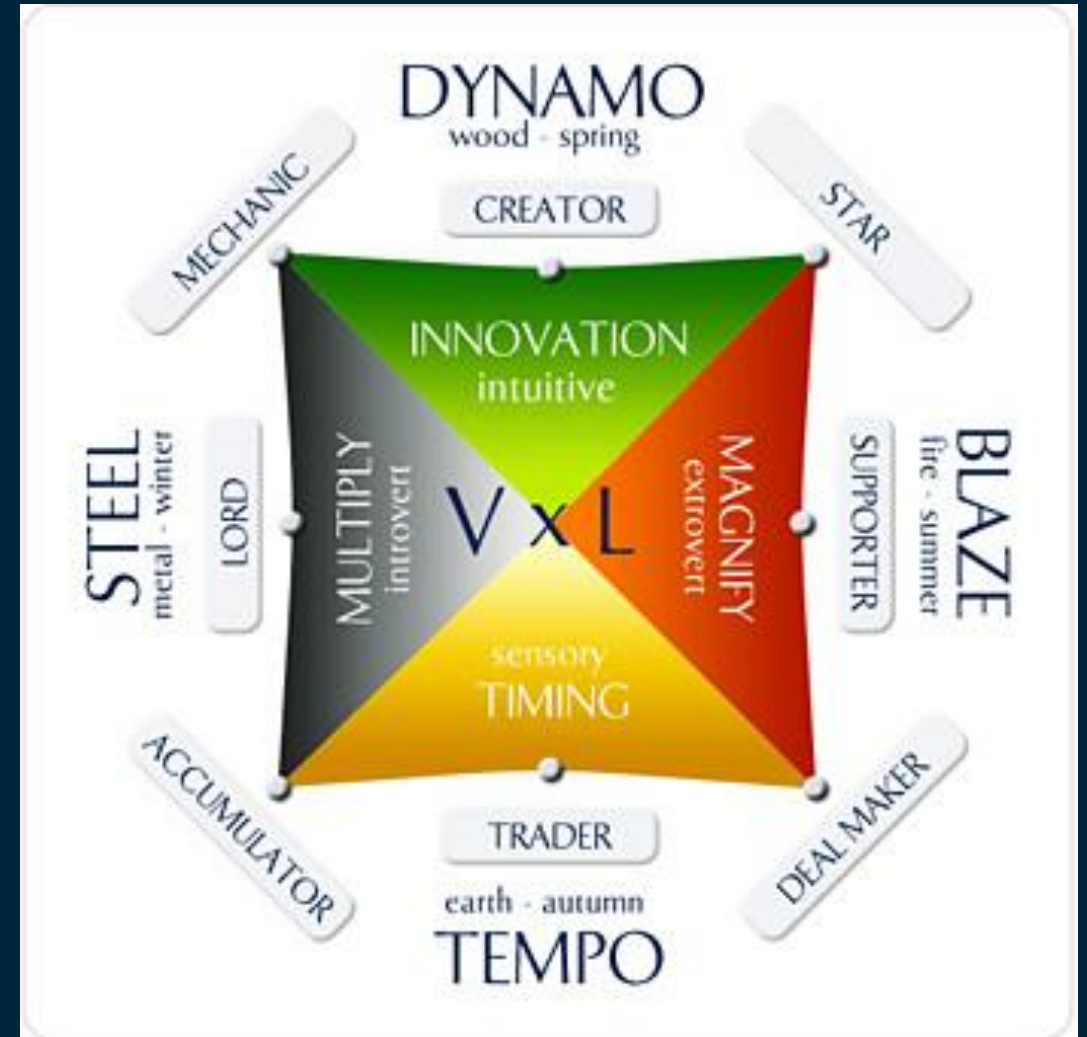 DYNAMO
wood - spring
MECHANIC
CREATOR
STAR
INNOVATION
intuitive
STEEL
metal - winter
LORD
MULTIPLY
introvert
V x L
MAGNIFY
extrovert
SUPPORTER
BLAZE
fire - summer
sensory
TIMING
ACCUMULATOR
TRADER
DEAL MAKER
earth - autumn
TEMPO